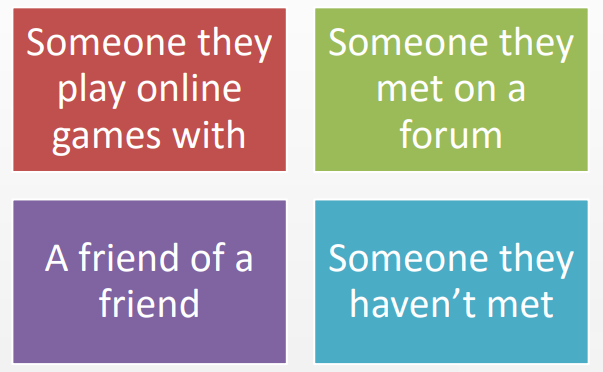 Someone they
play online
games with
Someone they
met on a
forum
A friend of a
friend
Someone they
haven’t met